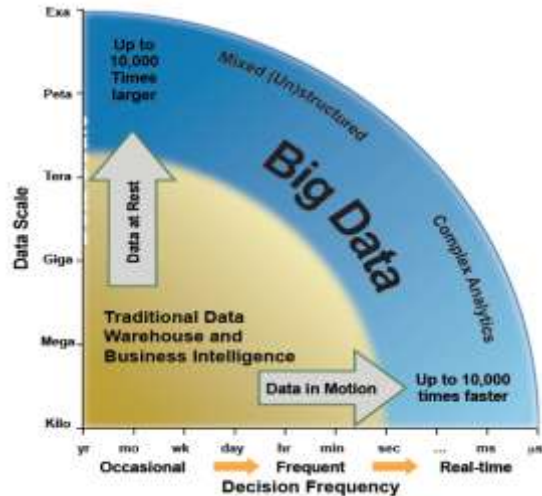 Exa
Up to
10,000
Times
larger
Mixed (Un)structured
Peta
Big Data
Tera
Data at Rest
Data Scale
Complex Analytics
Giga
Traditional Data
Warehouse and
Business Intelligence
Mega
Data in Motion
Up to 10,000
times faster
Kilo
yr mo wk day hr min sec ... ms µs
Occasional Frequent Real-time
Decision Frequency